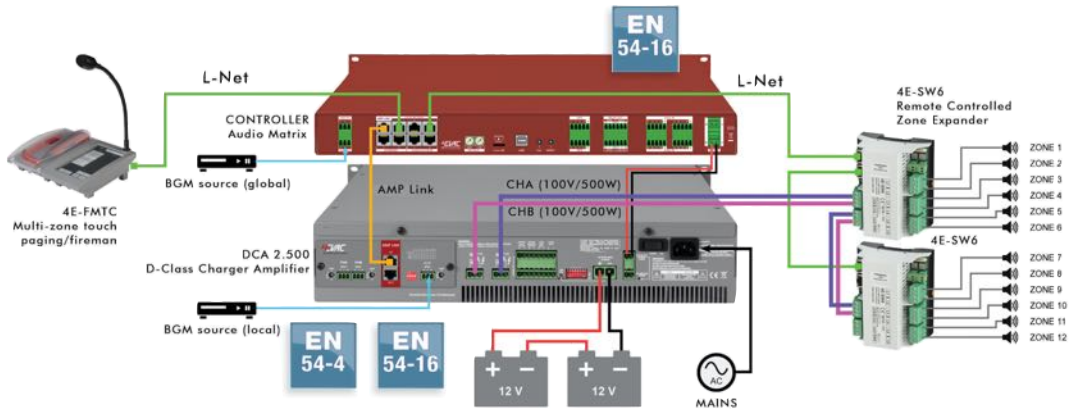 EN
54-16
L-Net
L-Net
4E-SW6
Remote Controlled
Zone Expander
CONTROLLER
Audio Matrix
ZONE 1
ZONE 2
ZONE 3
ZONE 4
ZONE 5
ZONE 6
BGM source (global)
AMP Link
CHA (100V/500W)
CHB (100V/500W)
4E-FMTC
Multi-zone touch
paging/fireman
4E-SW6
DCA 2.500
D-Class Charger Amplifier
ZONE 7
ZONE 8
ZONE 9
ZONE 10
ZONE 11
ZONE 12
BGM source (local)
EN
54-4
EN
54-16
+ −
12 V
+ −
12 V
AC
MAINS